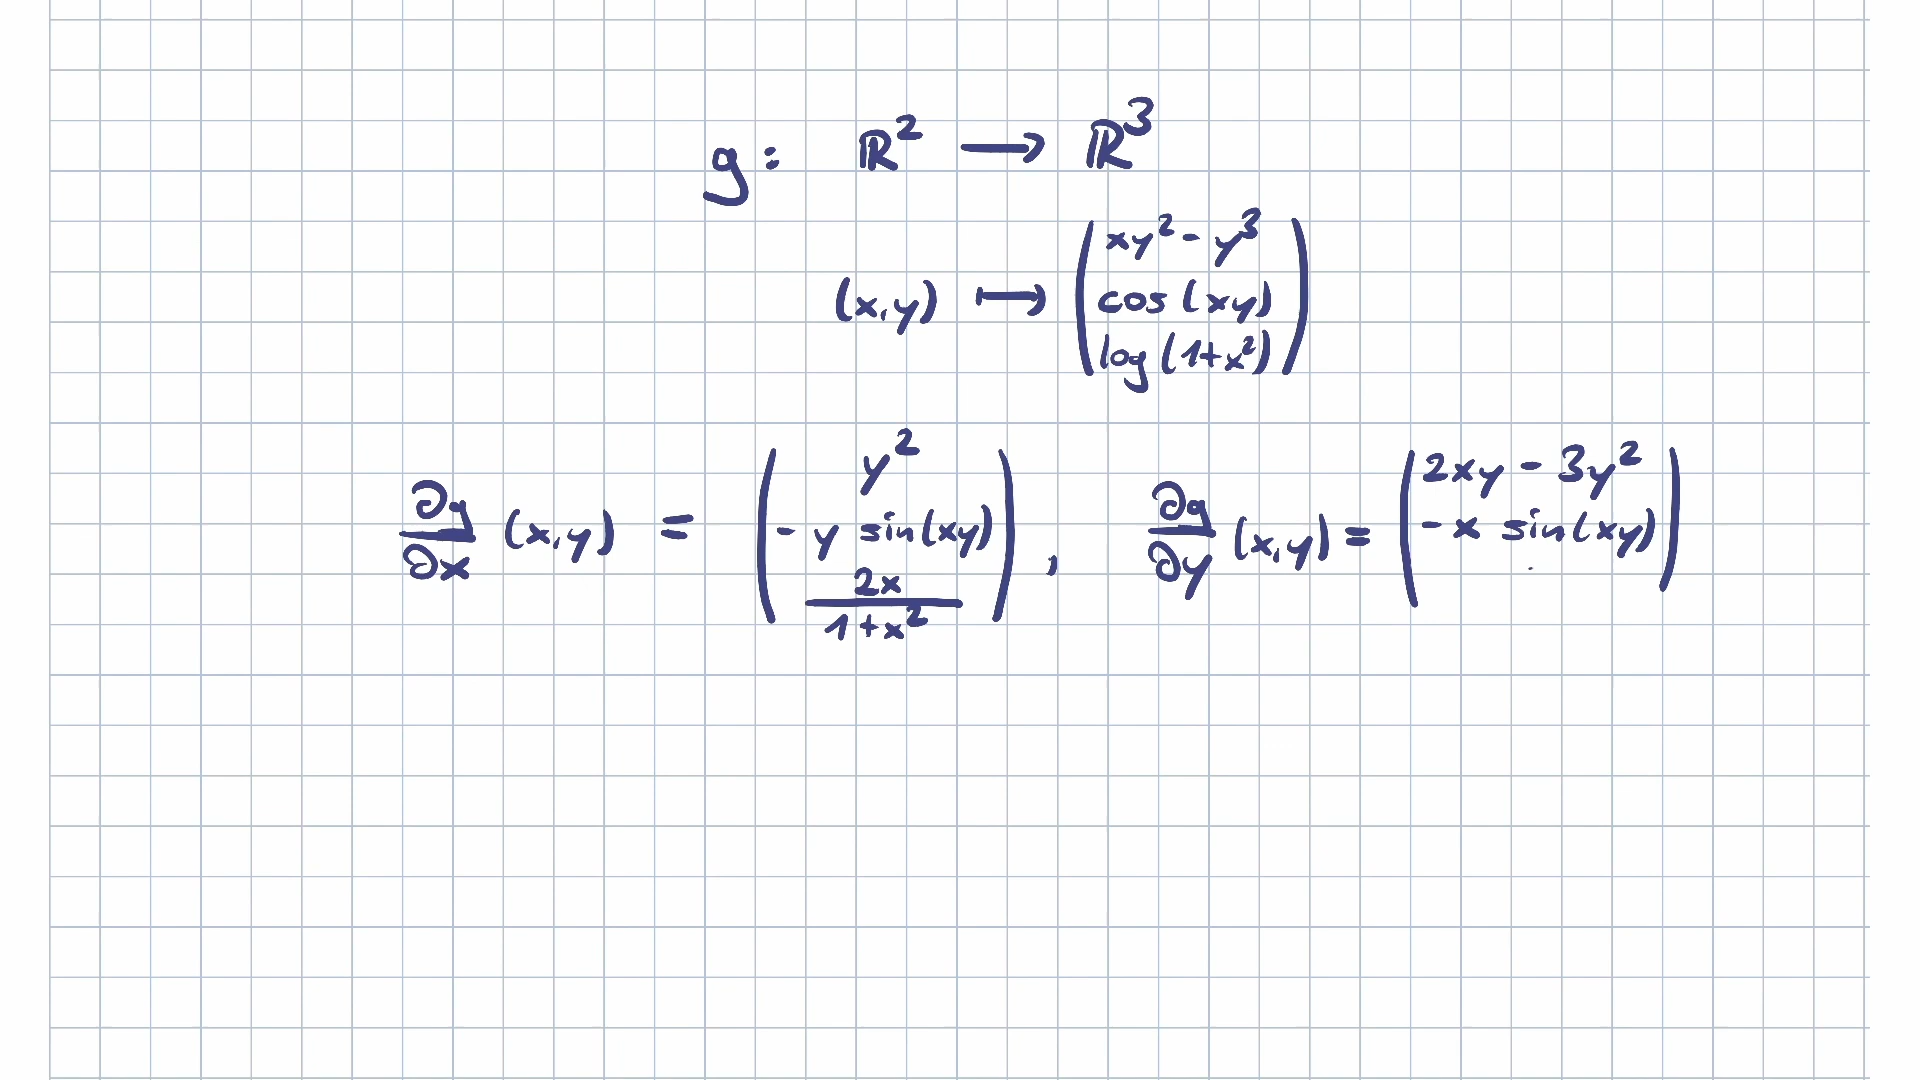 g: ℝ² ⟶ ℝ³
(x,y) ⟼ ( xy² - y³
cos (xy)
log (1+x²) )
∂g/∂x (x,y) = ( y²
- y sin(xy)
2x/(1+x²) ) , ∂g/∂y (x,y) = ( 2xy - 3y²
- x sin(xy) )